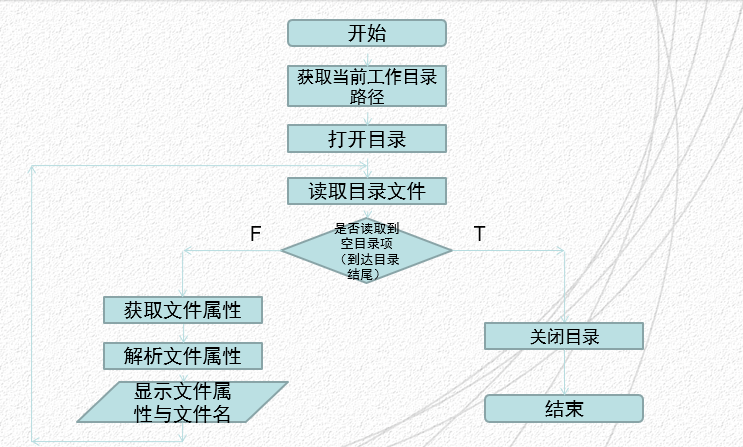 开始
获取当前工作目录
路径
打开目录
读取目录文件
是否读取到
空目录项
（到达目录
结尾）
F
T
获取文件属性
解析文件属性
显示文件属
性与文件名
关闭目录
结束